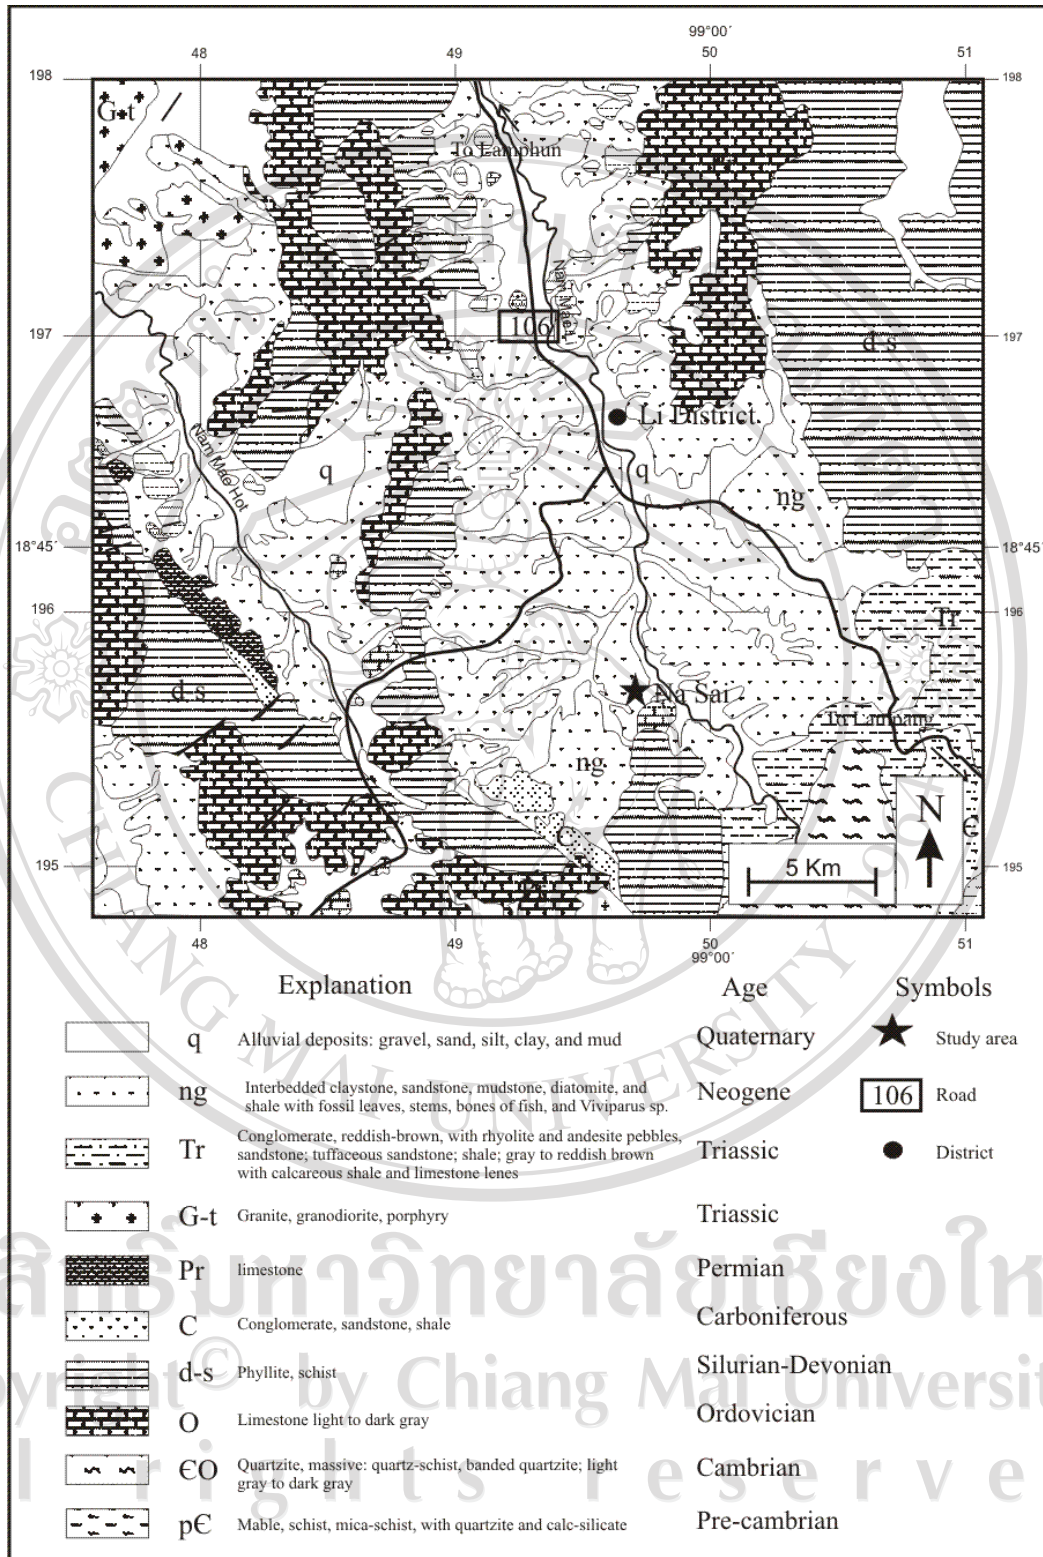 99°00´
48 49 50 51
198 198
G-t
To Lamphun
Nam Mae Li
106
197 197
d-s
Li District
Nam Mae Hot
q q
ng
18°45´ 18°45´
196 196
Tr
d-s
Na Sai
To Lampang
ng
N
C
Є
195 195
5 Km
48 49 50 51
99°00´
Explanation Age Symbols
q Alluvial deposits: gravel, sand, silt, clay, and mud Quaternary Study area
ng Interbedded claystone, sandstone, mudstone, diatomite, and
shale with fossil leaves, stems, bones of fish, and Viviparus sp. Neogene 106 Road
Tr Conglomerate, reddish-brown, with rhyolite and andesite pebbles,
sandstone; tuffaceous sandstone; shale; gray to reddish brown
with calcareous shale and limestone lenes Triassic District
G-t Granite, granodiorite, porphyry Triassic
Pr limestone Permian
C Conglomerate, sandstone, shale Carboniferous
d-s Phyllite, schist Silurian-Devonian
O Limestone light to dark gray Ordovician
ЄO Quartzite, massive: quartz-schist, banded quartzite; light
gray to dark gray Cambrian
pЄ Mable, schist, mica-schist, with quartzite and calc-silicate Pre-cambrian
CHIANG MAI UNIVERSITY 1964
สิทธิ์มหาวิทยาลัยเชียงให
pyright © by Chiang Mai Universit
l rights reserve